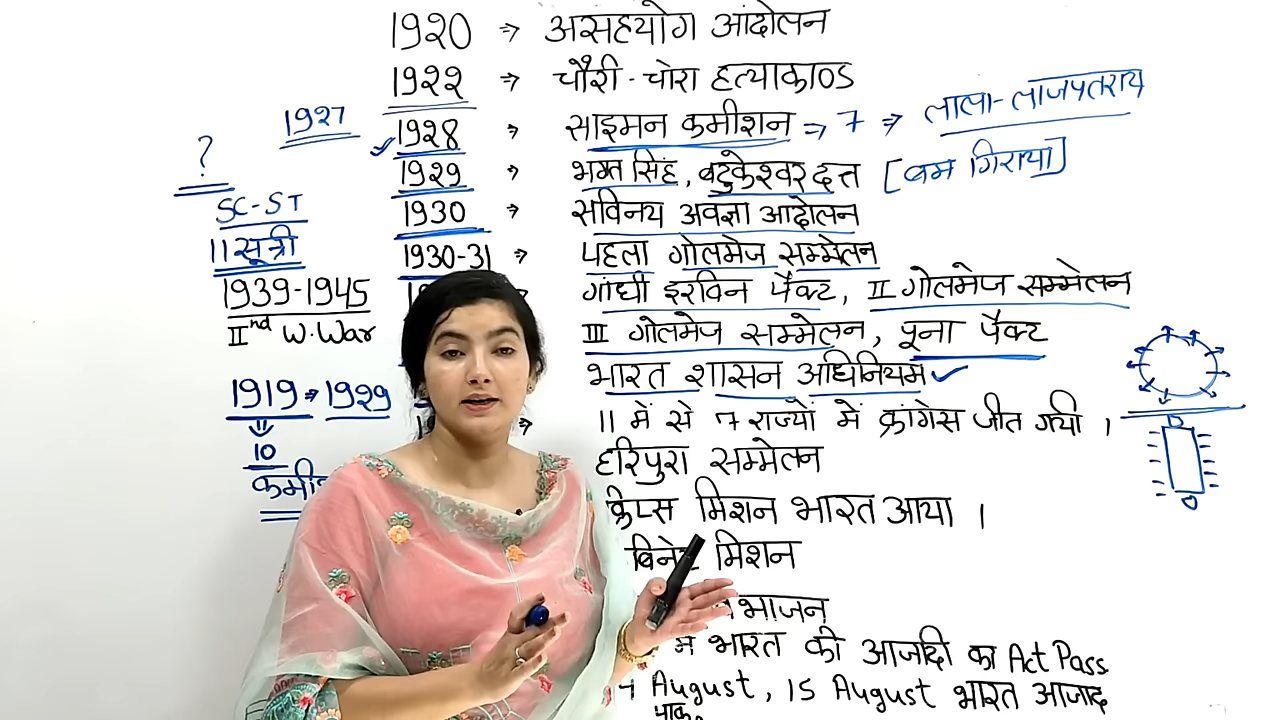 1920 ⇒ असहयोग आंदोलन
1922 ⇒ चौरी-चोरा हत्याकाण्ड
1927
1928 ⇒ साइमन कमीशन ⇒ 7 ⇒ लाला-लाजपतराय
?
1929 ⇒ भगत सिंह, बटुकेश्वर दत्त [बम गिराया]
SC-ST
1930 ⇒ सविनय अवज्ञा आंदोलन
11 सूत्री
1930-31 ⇒ पहला गोलमेज सम्मेलन
1939-1945
गांधी इरविन पैक्ट, II गोलमेज सम्मेलन
IInd W.War
III गोलमेज सम्मेलन, पूना पैक्ट
भारत शासन अधिनियम
1919 ⇒ 1929
11 में से 7 राज्यों में क्रांगेस जीत गयी ।
10
हरिपुरा सम्मेलन
क्रिप्स मिशन भारत आया ।
मिशन
भारत की आजादी का Act Pass
August, 15 August भारत आजाद